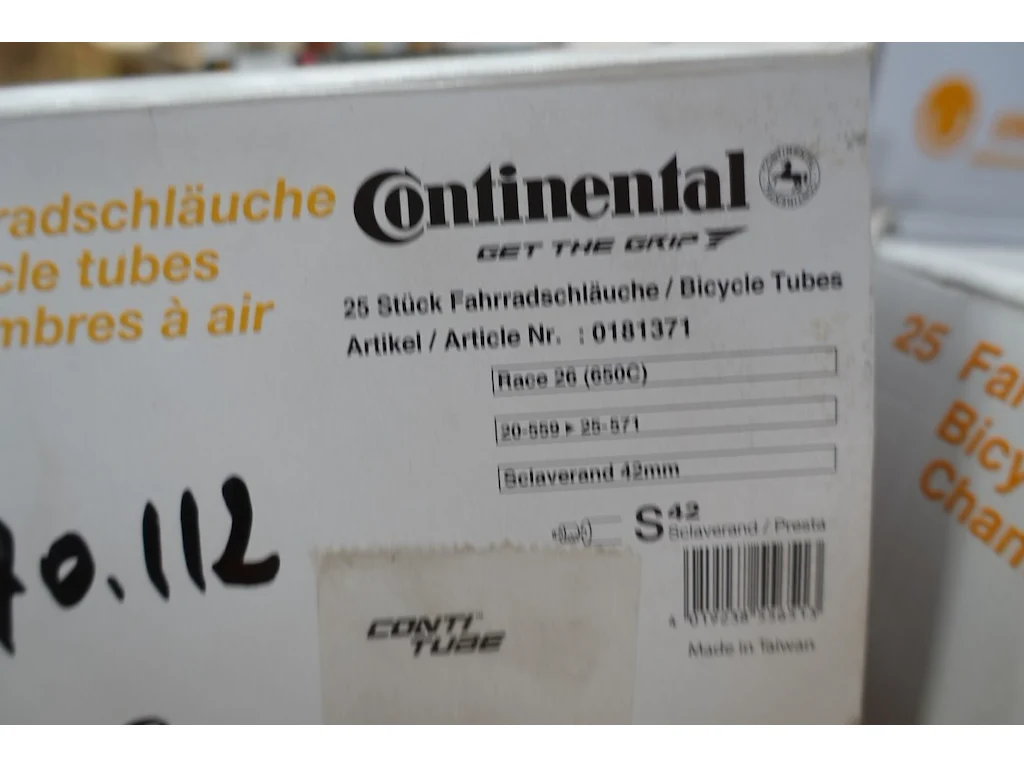 radschläuche
cle tubes
mbres à air
Continental
GET THE GRIP
25 Stück Fahrradschläuche / Bicycle Tubes
Artikel / Article Nr. : 0181371
Race 26 (650C)
20-559 ▸ 25-571
Sclaverand 42mm
S 42
Sclaverand / Presta
Made in Taiwan
CONTI
TUBE
70.112
25 Fa
Bicy
Cham